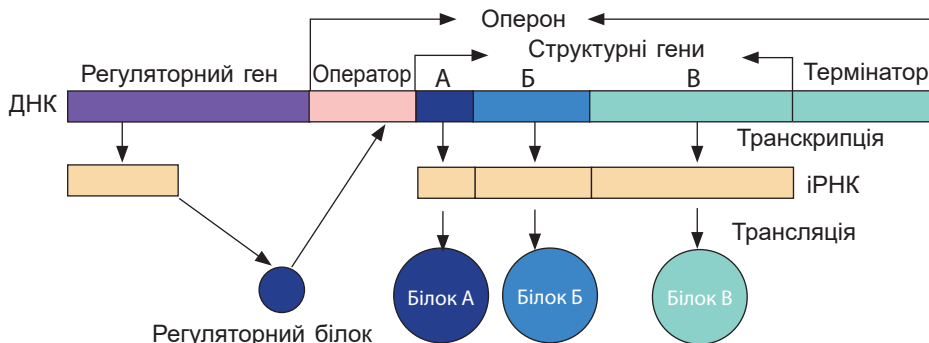 Оперон
Структурні гени
Регуляторний ген
Оператор
А
Б
В
Термінатор
ДНК
Транскрипція
іРНК
Трансляція
Білок А
Білок Б
Білок В
Регуляторний білок